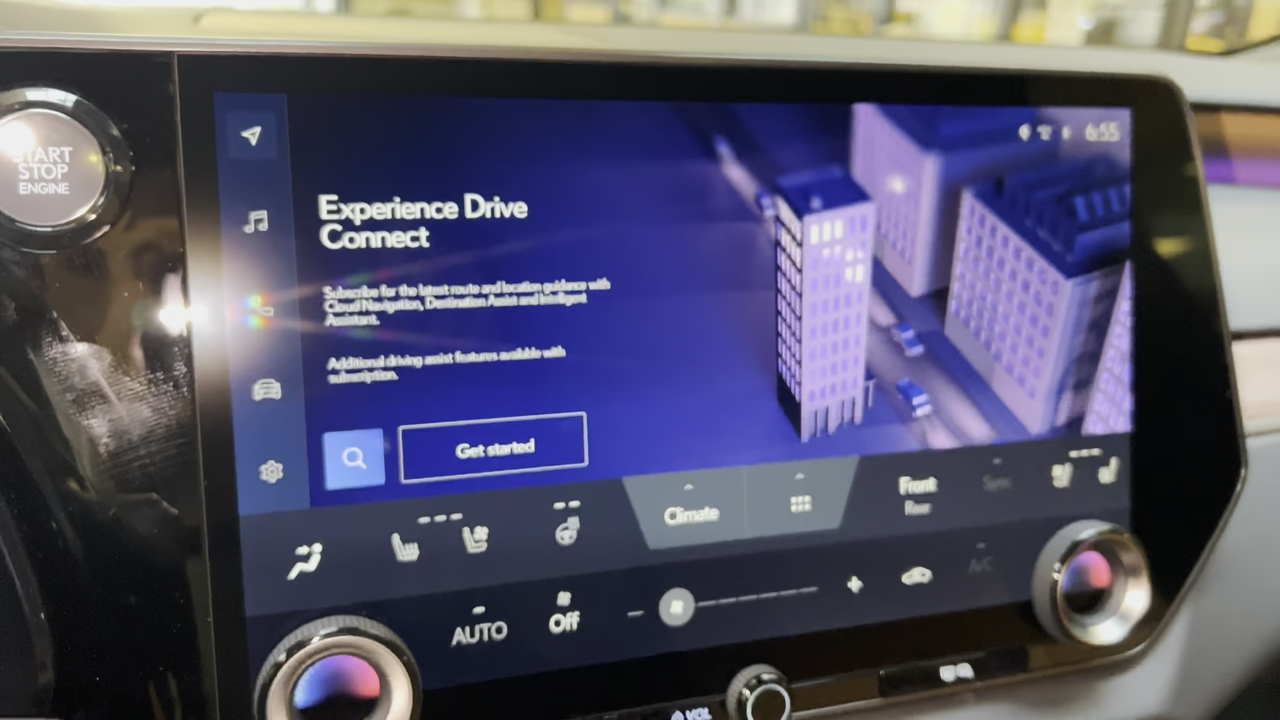 START
STOP
ENGINE
6:55
Experience Drive
Connect
Subscribe for the latest route and location guidance with
Cloud Navigation, Destination Assist and Intelligent
Assistant.
Additional driving assist features available with
subscription.
Get started
Climate
Front
Rear
Sync
AUTO
Off
A/C
VOL